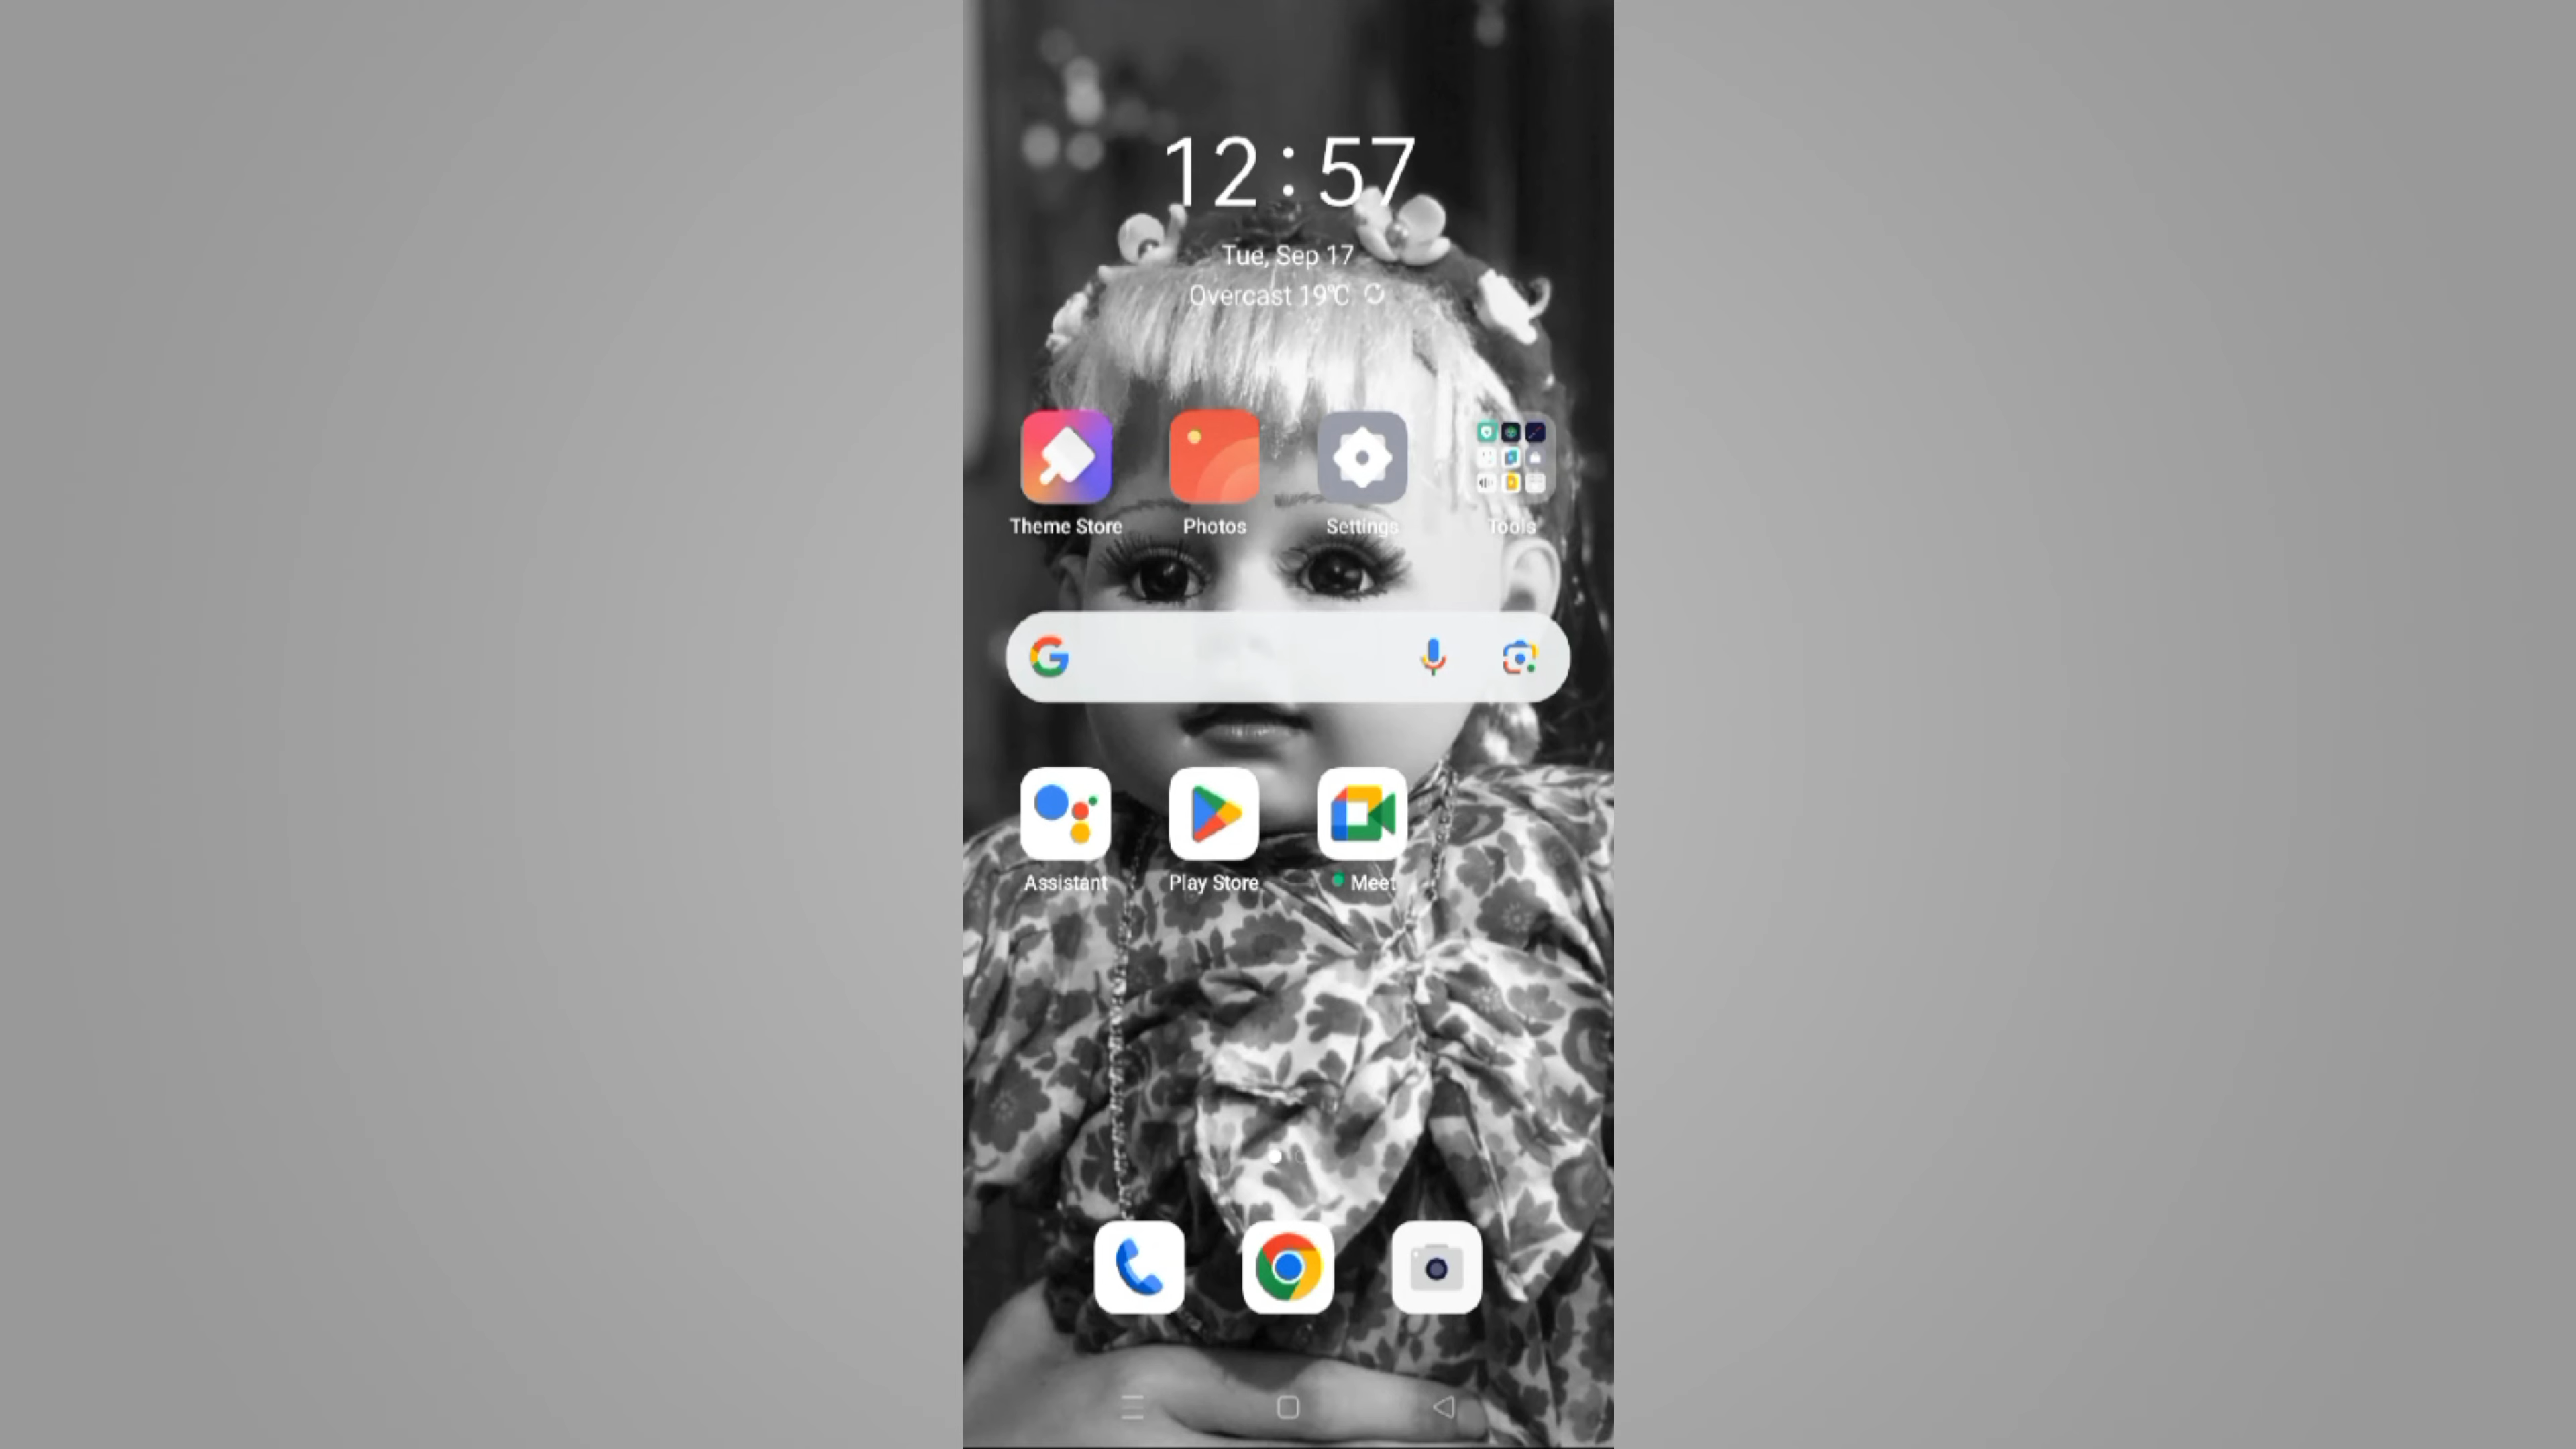 12:57
Tue, Sep 17
Overcast 19℃
Theme Store
Photos
Settings
Tools
Assistant
Play Store
Meet